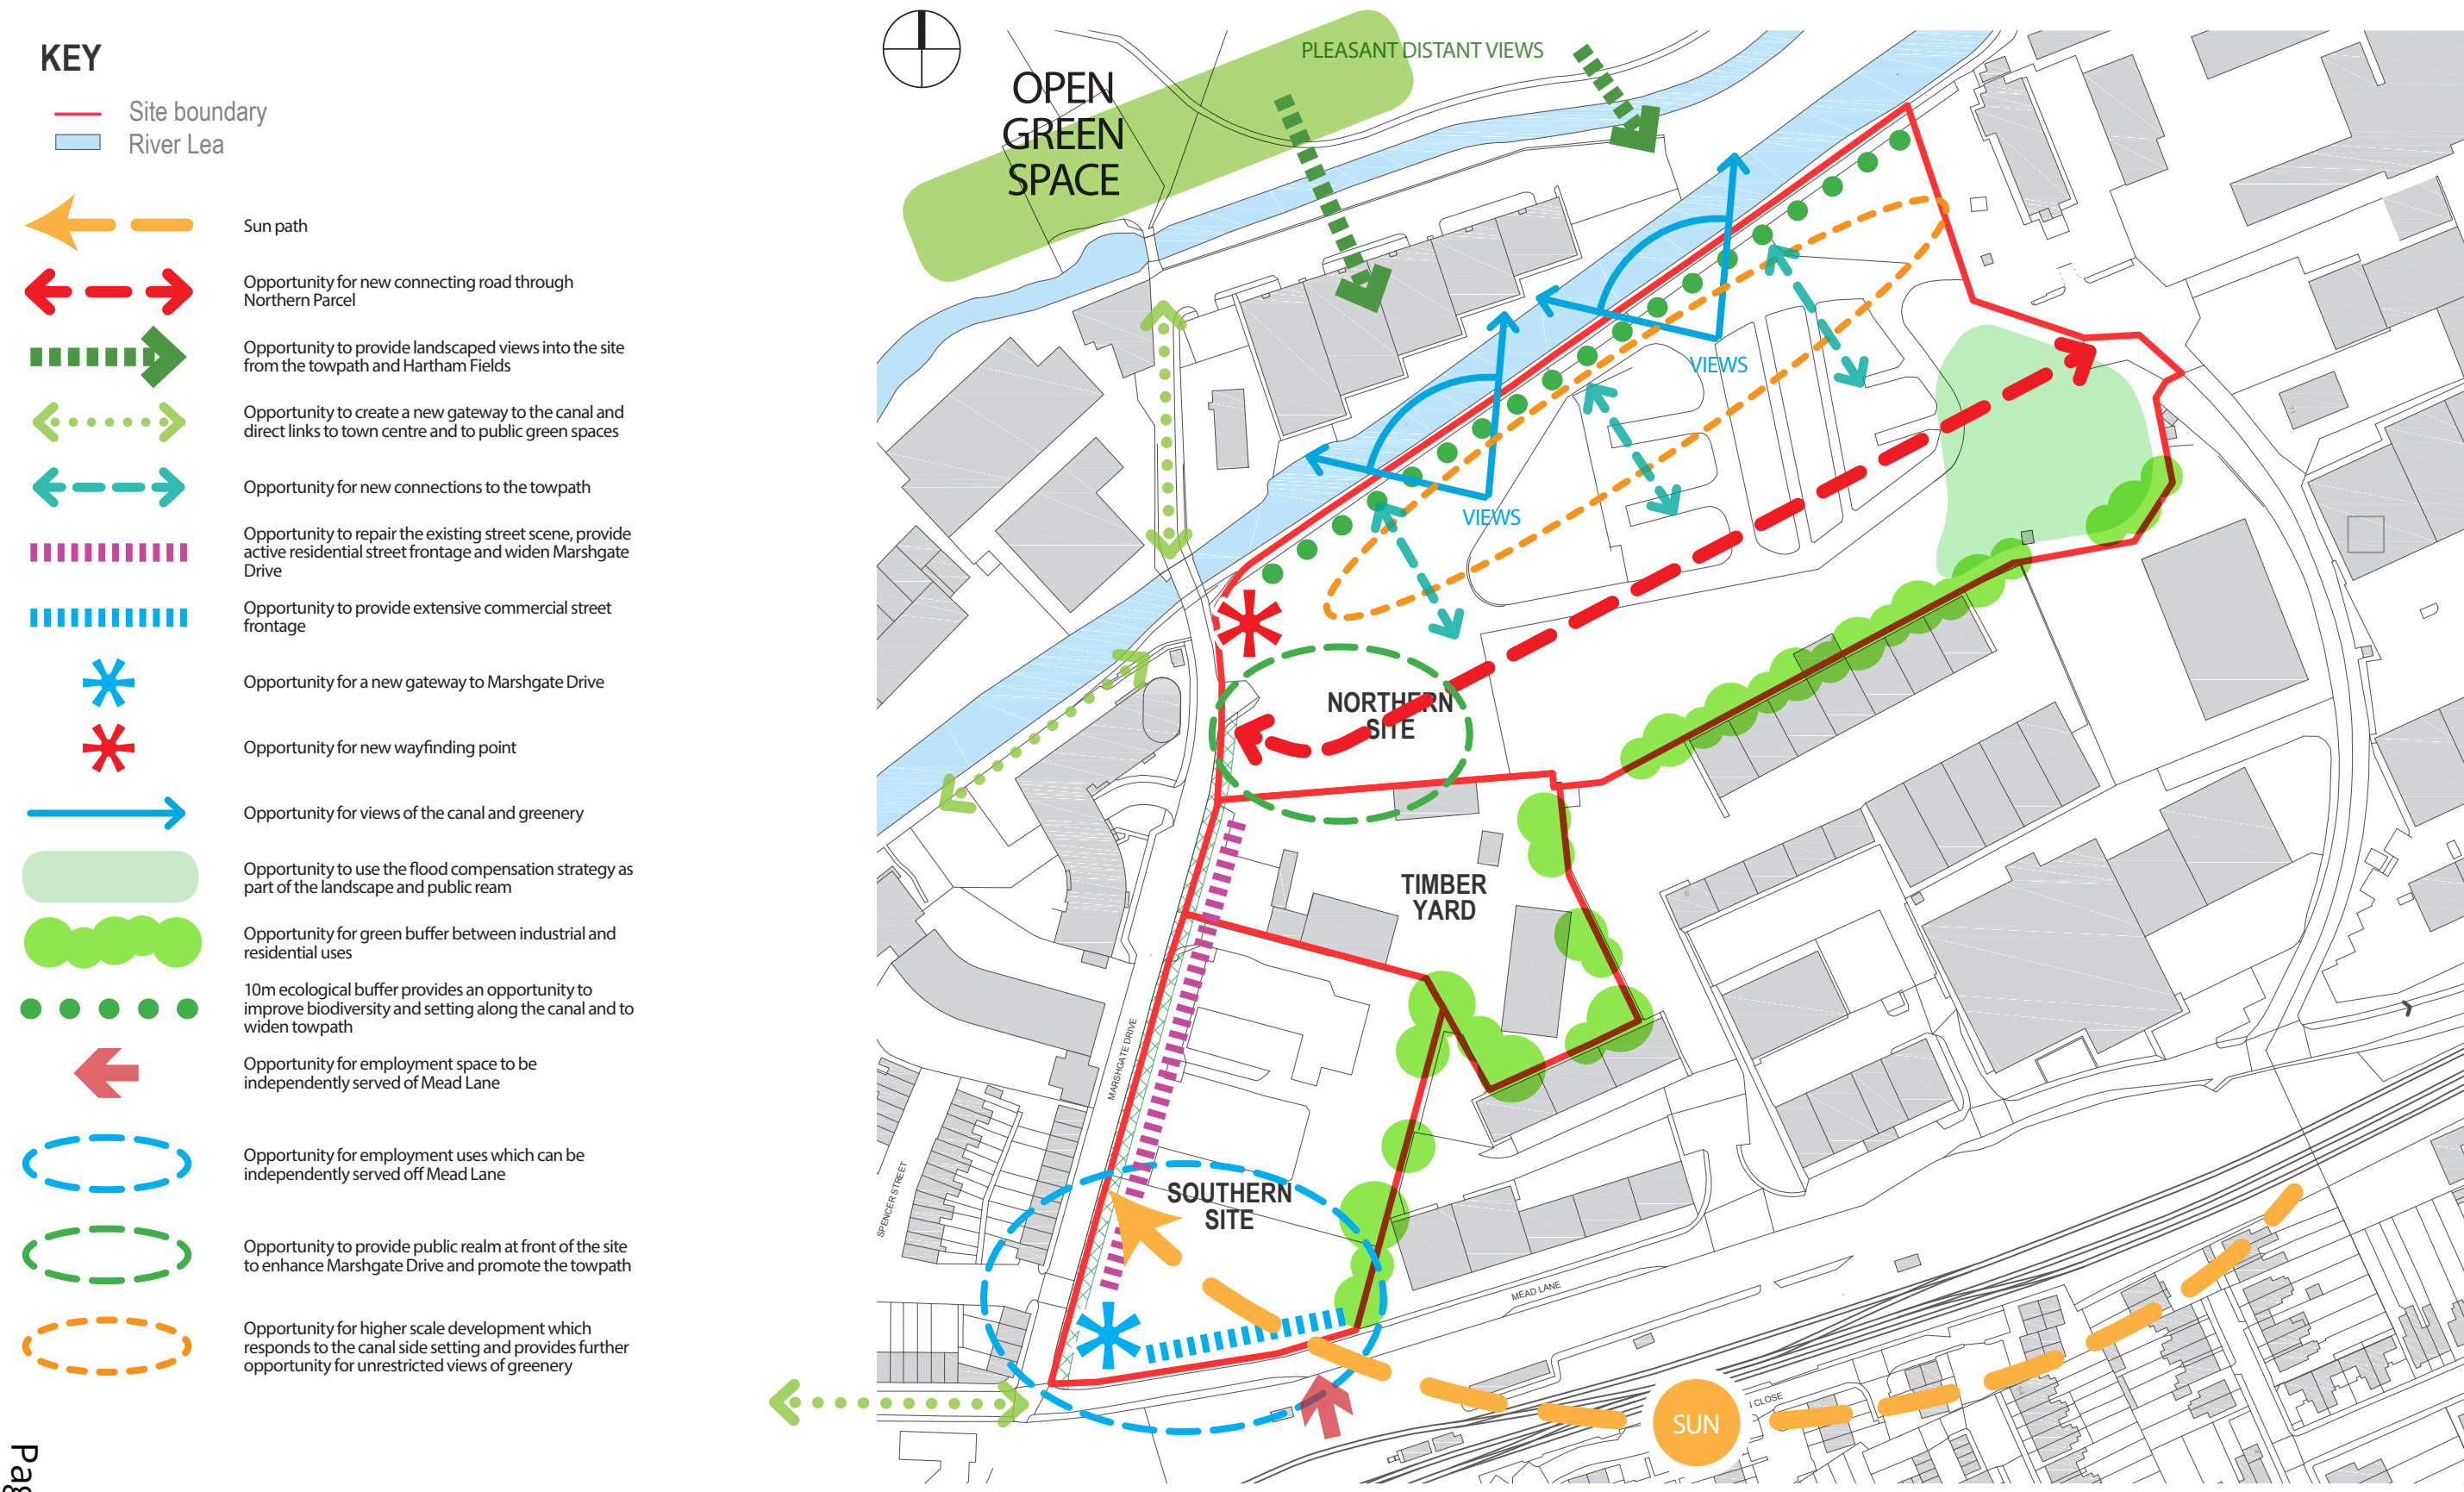 KEY
Site boundary
River Lea
Sun path
Opportunity for new connecting road through
Northern Parcel
Opportunity to provide landscaped views into the site
from the towpath and Hartham Fields
Opportunity to create a new gateway to the canal and
direct links to town centre and to public green spaces
Opportunity for new connections to the towpath
Opportunity to repair the existing street scene, provide
active residential street frontage and widen Marshgate
Drive
Opportunity to provide extensive commercial street
frontage
Opportunity for a new gateway to Marshgate Drive
Opportunity for new wayfinding point
Opportunity for views of the canal and greenery
Opportunity to use the flood compensation strategy as
part of the landscape and public ream
Opportunity for green buffer between industrial and
residential uses
10m ecological buffer provides an opportunity to
improve biodiversity and setting along the canal and to
widen towpath
Opportunity for employment space to be
independently served of Mead Lane
Opportunity for employment uses which can be
independently served off Mead Lane
Opportunity to provide public realm at front of the site
to enhance Marshgate Drive and promote the towpath
Opportunity for higher scale development which
responds to the canal side setting and provides further
opportunity for unrestricted views of greenery
PLEASANT DISTANT VIEWS
OPEN
GREEN
SPACE
VIEWS
VIEWS
NORTHERN
SITE
TIMBER
YARD
MARSHGATE DRIVE
SPENCER STREET
SOUTHERN
SITE
MEAD LANE
CLOSE
SUN